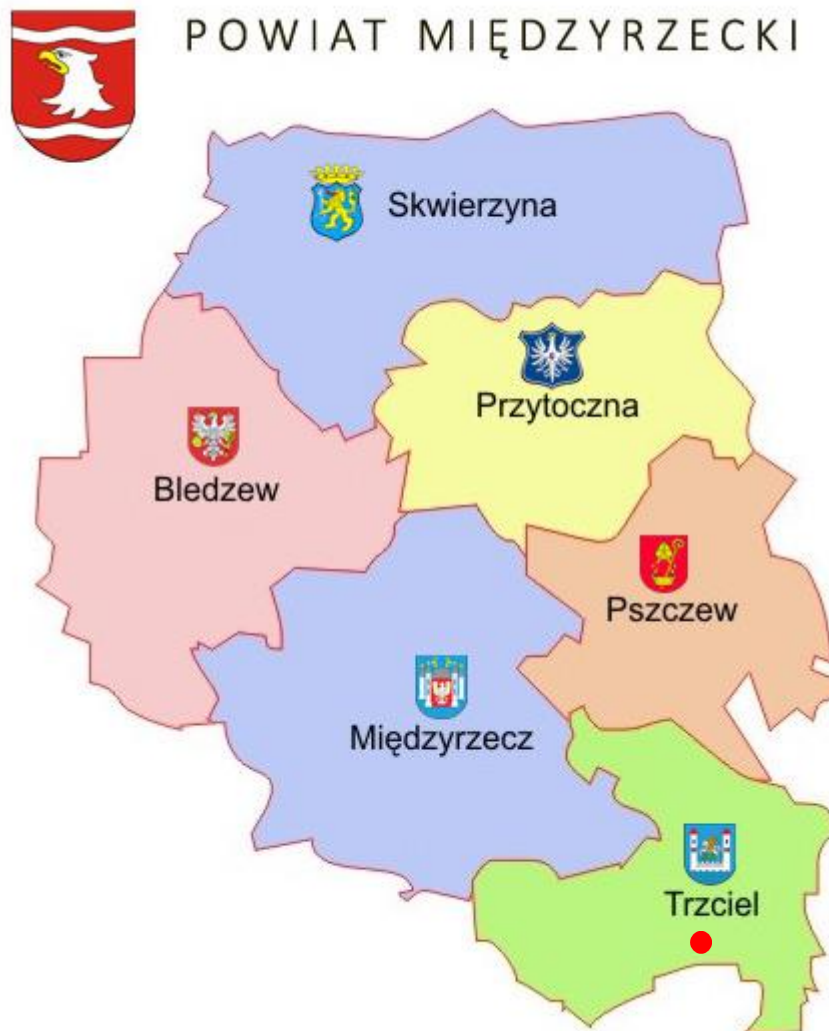 POWIAT MIĘDZYRZECKI
Skwierzyna
Przytoczna
Bledzew
Pszczew
Międzyrzecz
Trzciel